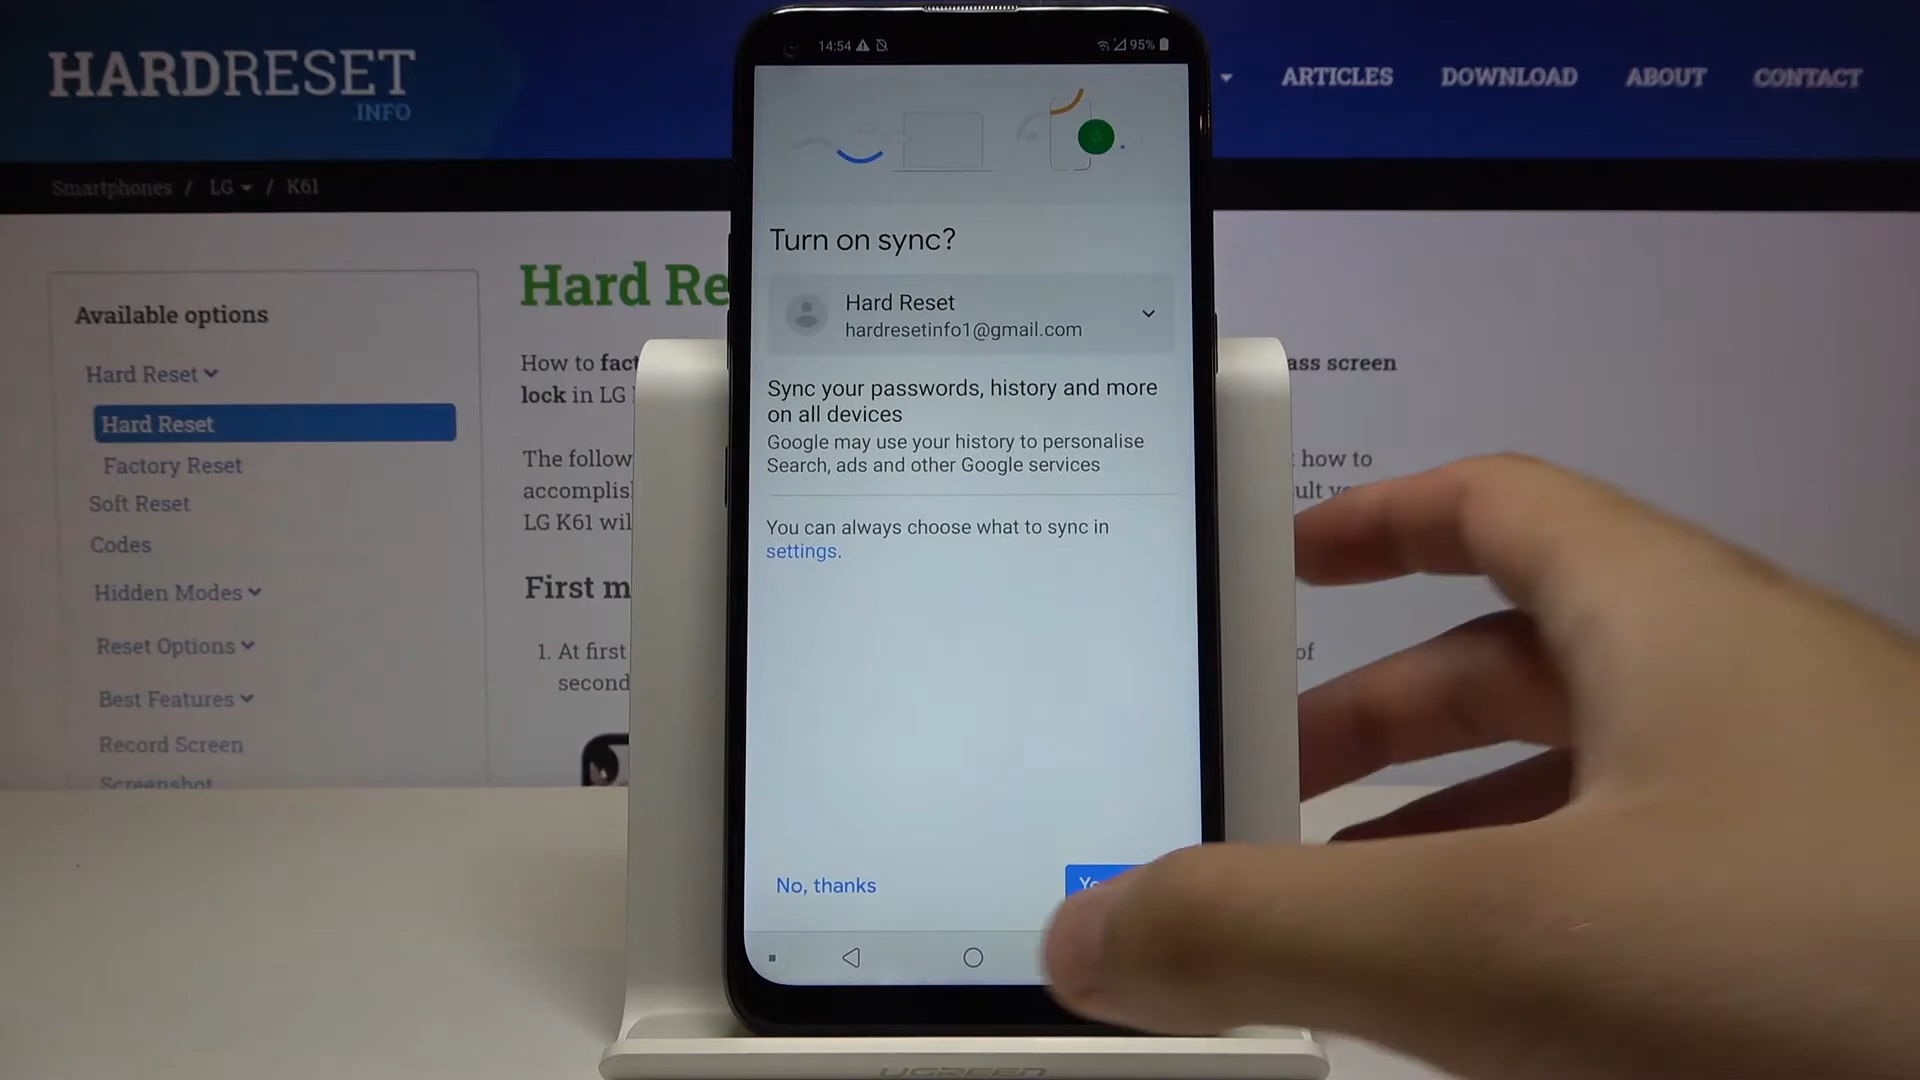 HARDRESET
.INFO
ARTICLES
DOWNLOAD
ABOUT
CONTACT
Smartphones / LG / K61
Available options
Hard Reset
Hard Reset
Factory Reset
Soft Reset
Codes
Hidden Modes
Reset Options
Best Features
Record Screen
Screenshot
Hard Re
How to fact
ass screen
lock in LG
The follow
how to
accomplis
ult
LG K61 wil
First m
1. At first
of
second
14:54
95%
Turn on sync?
Hard Reset
hardresetinfo1@gmail.com
Sync your passwords, history and more
on all devices
Google may use your history to personalise
Search, ads and other Google services
You can always choose what to sync in
settings.
No, thanks
UGREEN